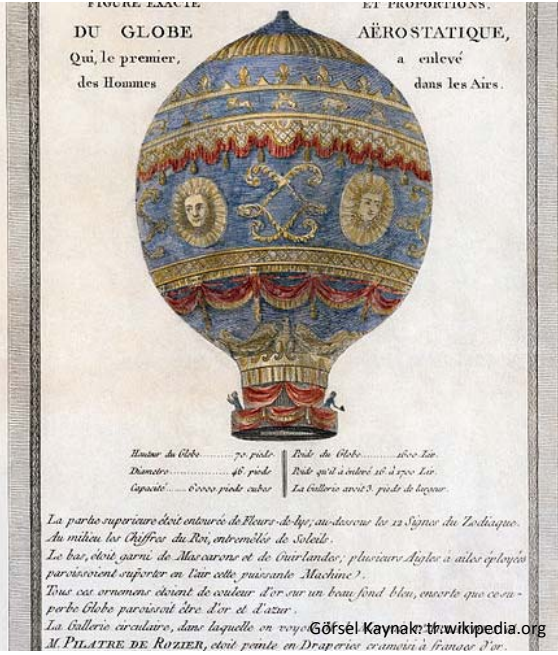 FIGURE EXACTE ET PROPORTIONS.
DU GLOBE AËROSTATIQUE,
Qui, le premier, a enlevé
des Hommes dans les Airs.
Hauteur du Globe........70. pieds
Diametre................46. pieds
Capacité......60000. pieds cubes
Poids du Globe..........1600 Liv.
Poids qu'il à enlevé 16 à 1700 Liv.
La Gallerie avoit 3. pieds de largeur.
La partie superieure étoit entourée de Fleurs-de-lys; au-dessous les 12 Signes du Zodiaque.
Au milieu les Chiffres du Roi, entremêlés de Soleils.
Le bas, étoit garni de Mascarons et de Guirlandes; plusieurs Aigles à ailes éployées
paroissoient suporter en l'air cette puissante Machine.
Tous ces ornemens étoient de couleur d'or sur un beau fond bleu, ensorte que ce su-
perbe Globe paroissoit être d'or et d'azur.
La Gallerie circulaire, dans laquelle on
Görsel Kaynak: tr.wikipedia.org
M. PILATRE DE ROZIER, étoit peinte en Draperies cramoisi à franges d'or.